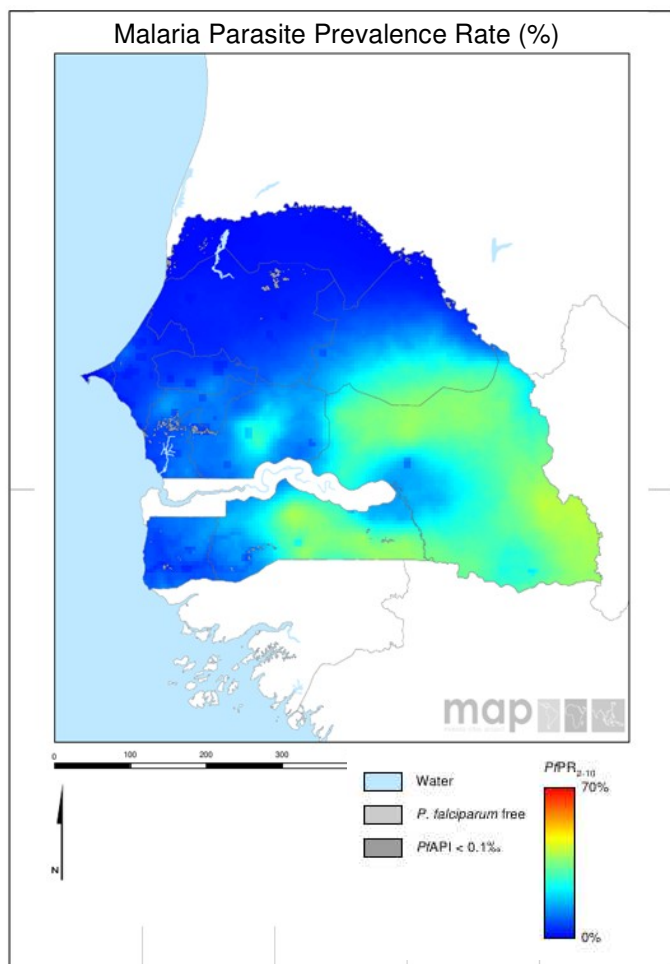 Malaria Parasite Prevalence Rate (%)
map
0 100 200 300
N
Water
P. falciparum free
PfAPI < 0.1‰
PfPR2-10
70%
0%